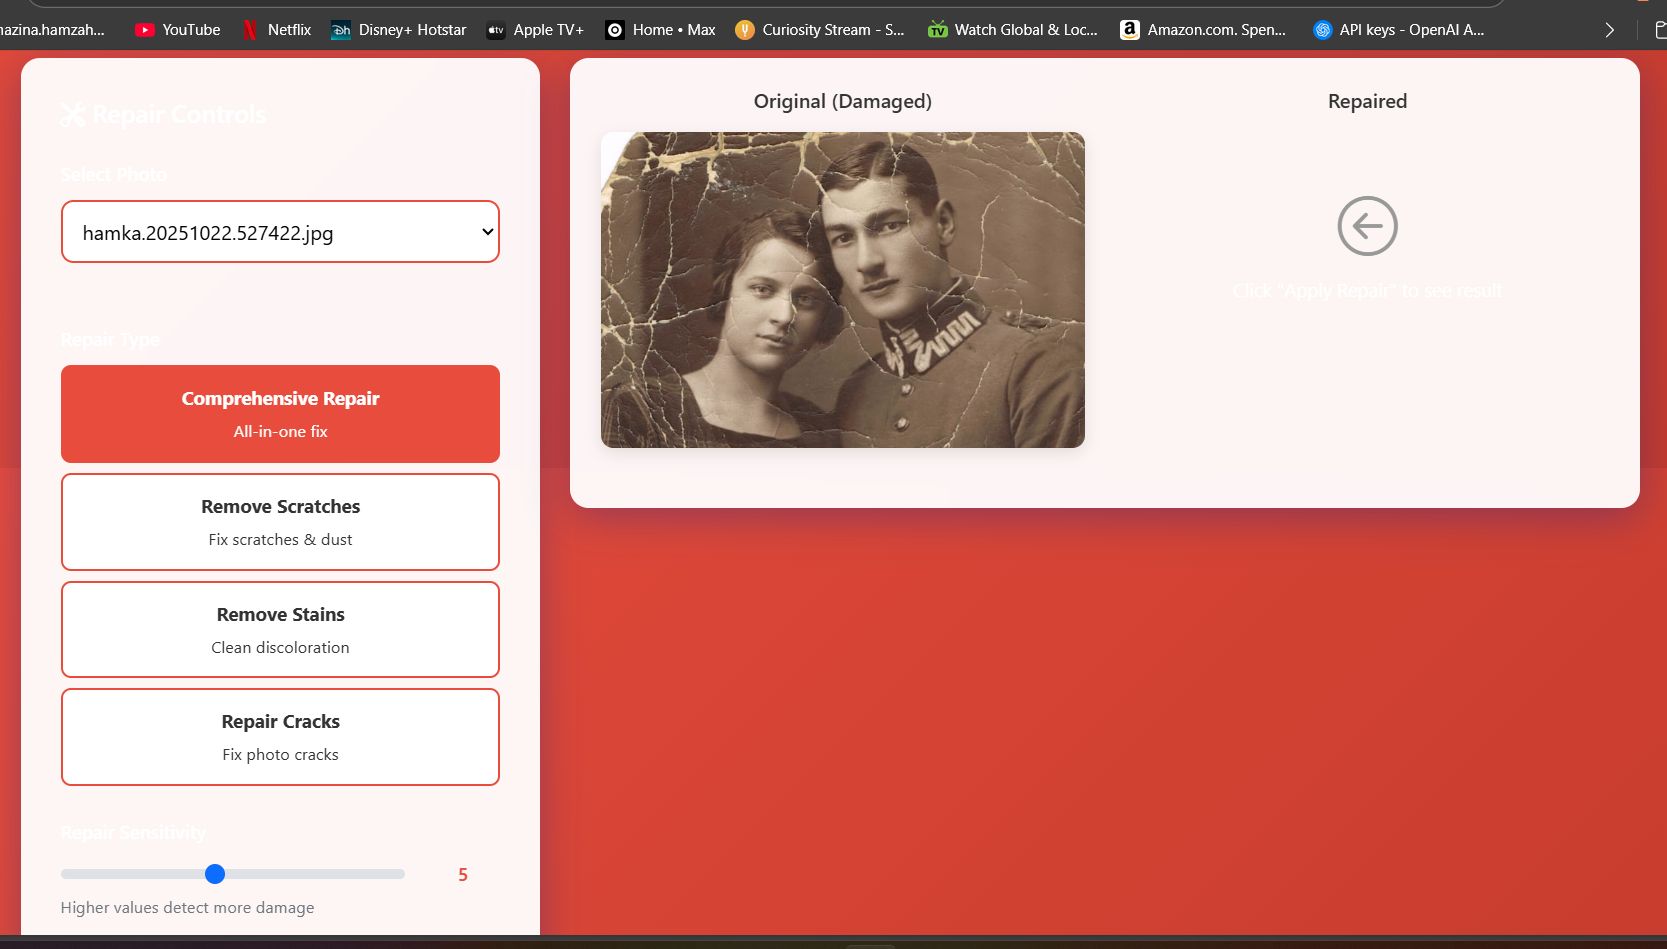 nazina.hamzah...
YouTube
Netflix
Disney+ Hotstar
Apple TV+
Home • Max
Curiosity Stream - S...
Watch Global & Loc...
Amazon.com. Spen...
API keys - OpenAI A...
Repair Controls
Select Photo
hamka.20251022.527422.jpg
Repair Type
Comprehensive Repair
All-in-one fix
Remove Scratches
Fix scratches & dust
Remove Stains
Clean discoloration
Repair Cracks
Fix photo cracks
Repair Sensitivity
5
Higher values detect more damage
Original (Damaged)
Repaired
Click "Apply Repair" to see result